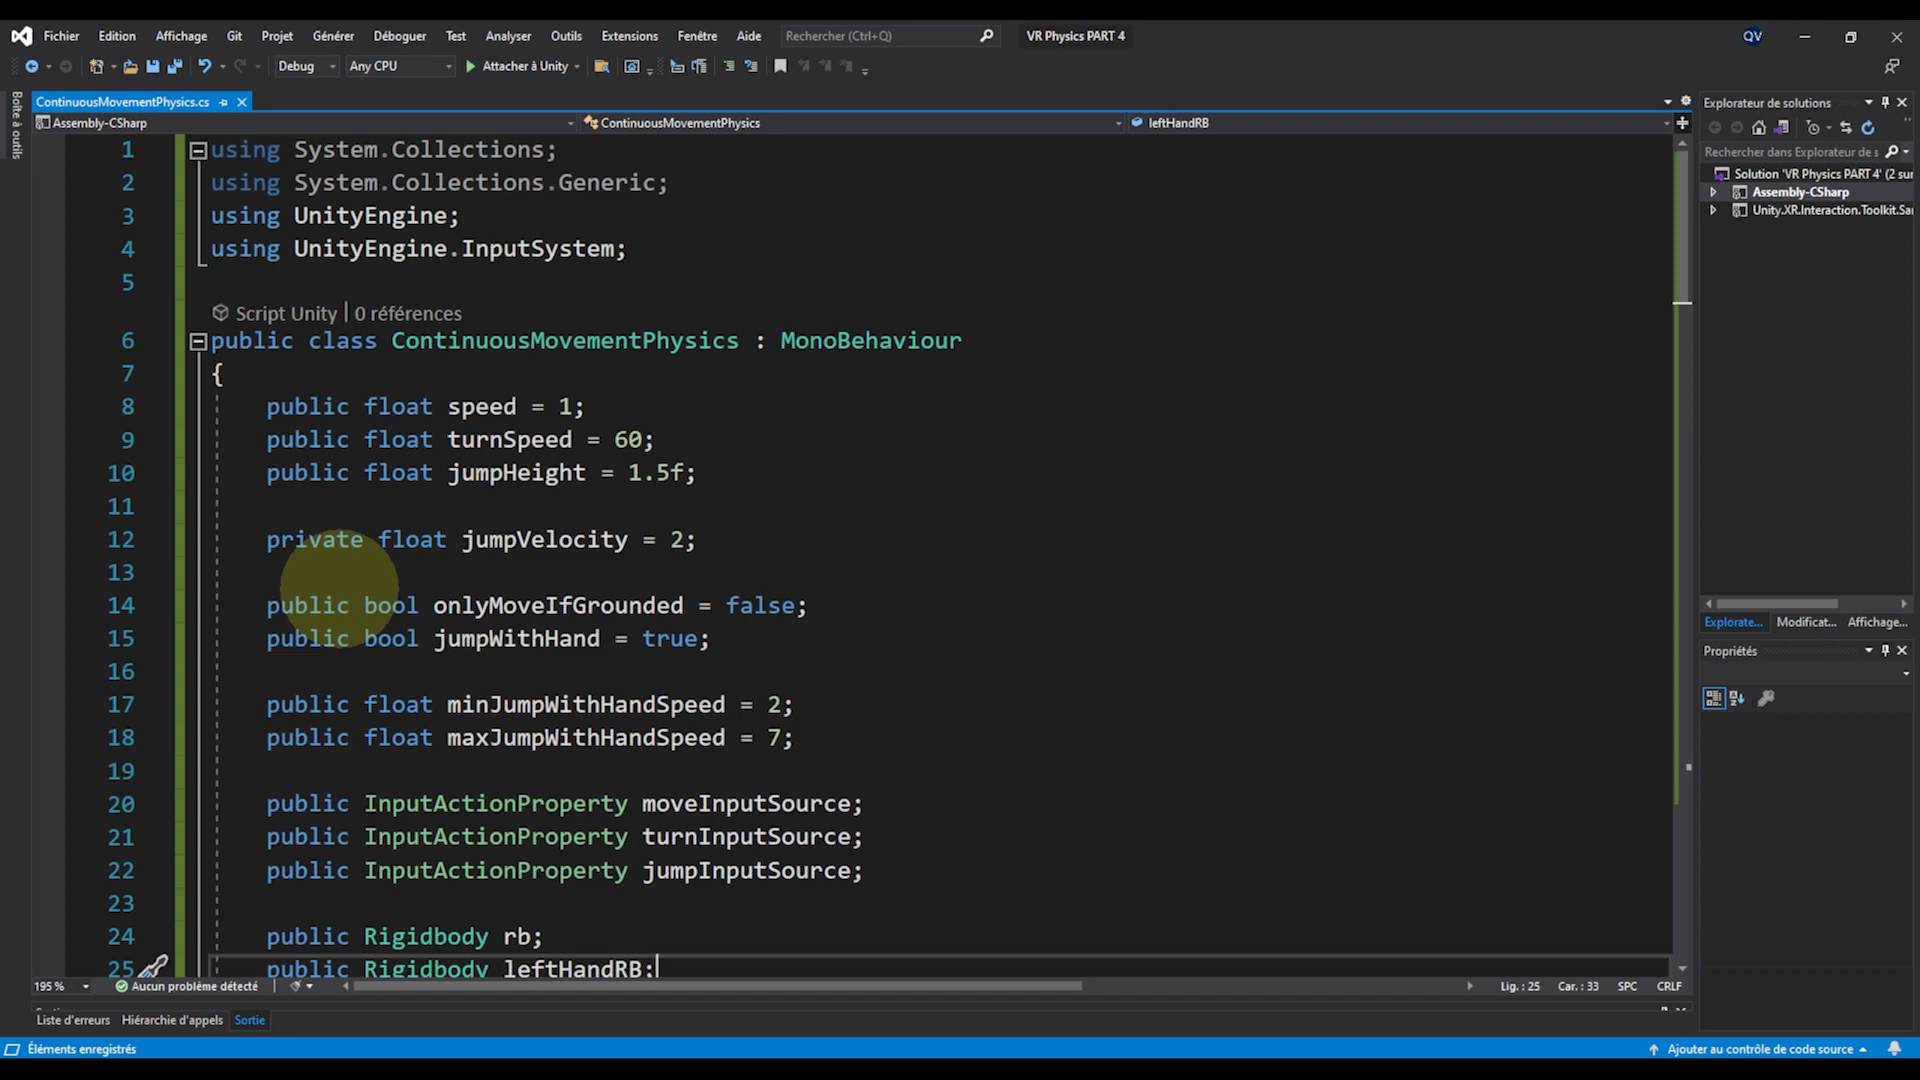 Fichier Edition Affichage Git Projet Générer Déboguer Test Analyser Outils Extensions Fenêtre Aide Rechercher (Ctrl+Q) VR Physics PART 4 QV
Debug Any CPU Attacher à Unity
Boîte à outils
ContinuousMovementPhysics.cs
Assembly-CSharp ContinuousMovementPhysics leftHandRB
1 using System.Collections;
2 using System.Collections.Generic;
3 using UnityEngine;
4 using UnityEngine.InputSystem;
5
Script Unity | 0 références
6 public class ContinuousMovementPhysics : MonoBehaviour
7 {
8 public float speed = 1;
9 public float turnSpeed = 60;
10 public float jumpHeight = 1.5f;
11
12 private float jumpVelocity = 2;
13
14 public bool onlyMoveIfGrounded = false;
15 public bool jumpWithHand = true;
16
17 public float minJumpWithHandSpeed = 2;
18 public float maxJumpWithHandSpeed = 7;
19
20 public InputActionProperty moveInputSource;
21 public InputActionProperty turnInputSource;
22 public InputActionProperty jumpInputSource;
23
24 public Rigidbody rb;
25 public Rigidbody leftHandRB;
195 % Aucun problème détecté Lig. : 25 Car. : 33 SPC CRLF
Liste d'erreurs Hiérarchie d'appels Sortie
Éléments enregistrés Ajouter au contrôle de code source
Explorateur de solutions
Rechercher dans Explorateur de s
Solution 'VR Physics PART 4' (2 sur
Assembly-CSharp
Unity.XR.Interaction.Toolkit.Sa
Explorate... Modificat... Affichage...
Propriétés